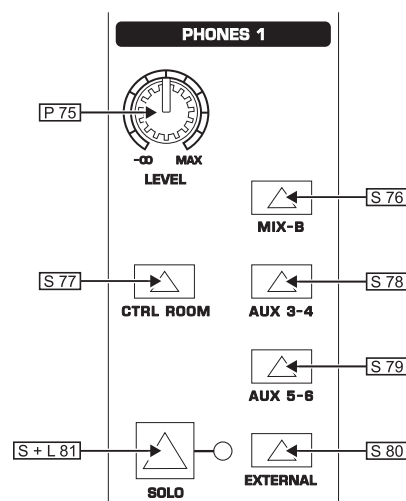 PHONES 1
P 75
-∞ MAX
LEVEL
S 76
MIX-B
S 77
S 78
CTRL ROOM AUX 3-4
S 79
AUX 5-6
S + L 81
S 80
SOLO
EXTERNAL